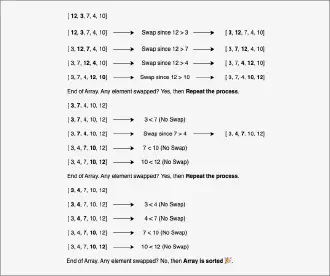 [ 12, 3, 7, 4, 10]
[ 12, 3, 7, 4, 10] Swap since 12 > 3 [ 3, 12, 7, 4, 10]
[ 3, 12, 7, 4, 10] Swap since 12 > 7 [ 3, 7, 12, 4, 10]
[ 3, 7, 12, 4, 10] Swap since 12 > 4 [ 3, 7, 4, 12, 10]
[ 3, 7, 4, 12, 10] Swap since 12 > 10 [ 3, 7, 4, 10, 12]
End of Array. Any element swapped? Yes, then Repeat the process.
[ 3, 7, 4, 10, 12]
[ 3, 7, 4, 10, 12] 3 < 7 (No Swap)
[ 3, 7, 4, 10, 12] Swap since 7 > 4 [ 3, 4, 7, 10, 12]
[ 3, 4, 7, 10, 12] 7 < 10 (No Swap)
[ 3, 4, 7, 10, 12] 10 < 12 (No Swap)
End of Array. Any element swapped? Yes, then Repeat the process.
[ 3, 4, 7, 10, 12]
[ 3, 4, 7, 10, 12] 3 < 4 (No Swap)
[ 3, 4, 7, 10, 12] 4 < 7 (No Swap)
[ 3, 4, 7, 10, 12] 7 < 10 (No Swap)
[ 3, 4, 7, 10, 12] 10 < 12 (No Swap)
End of Array. Any element swapped? No, then Array is sorted 🎉.